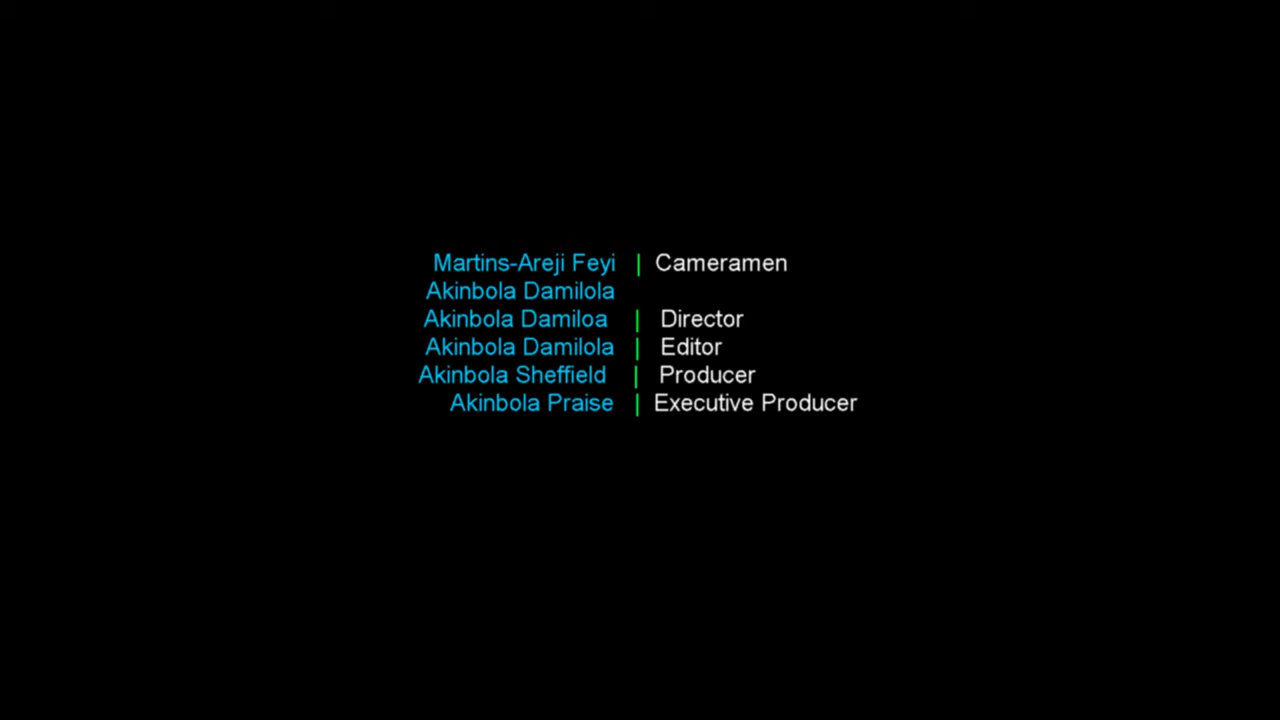 Martins-Areji Feyi | Cameramen
Akinbola Damilola
Akinbola Damiloa | Director
Akinbola Damilola | Editor
Akinbola Sheffield | Producer
Akinbola Praise | Executive Producer